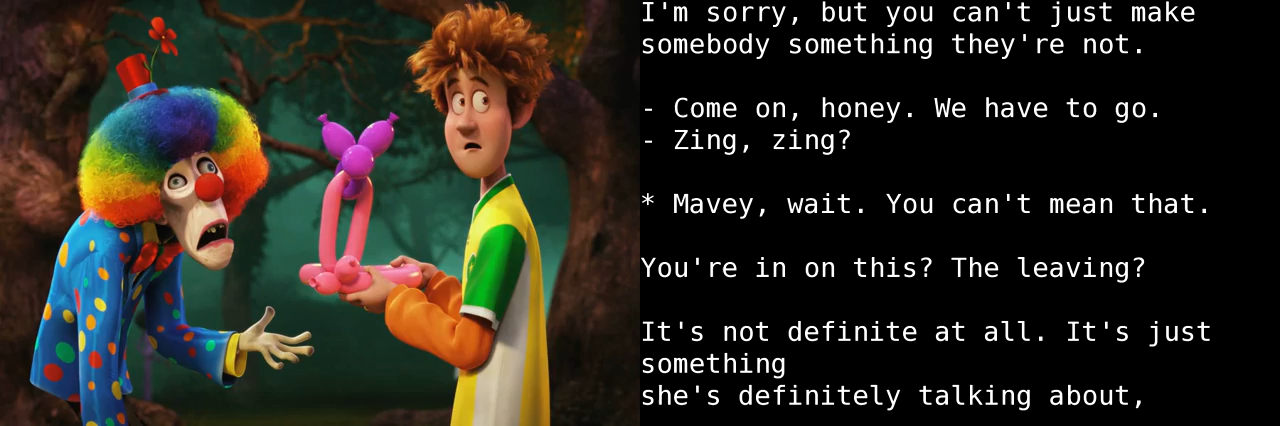 I'm sorry, but you can't just make
somebody something they're not.
- Come on, honey. We have to go.
- Zing, zing?
* Mavey, wait. You can't mean that.
You're in on this? The leaving?
It's not definite at all. It's just
something
she's definitely talking about,